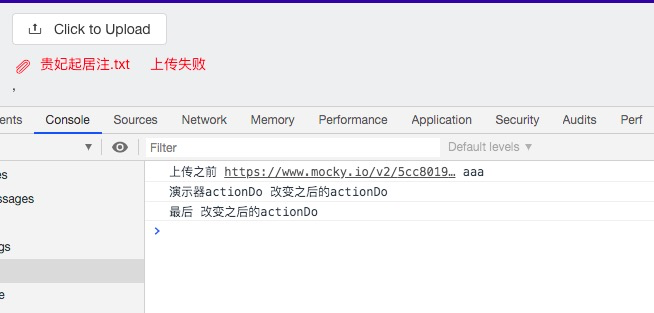 Click to Upload
贵妃起居注.txt 上传失败
,
ents Console Sources Network Memory Performance Application Security Audits Perf
Filter Default levels ▼
es
上传之前 https://www.mocky.io/v2/5cc8019… aaa
ssages
演示器actionDo 改变之后的actionDo
最后 改变之后的actionDo
gs
e